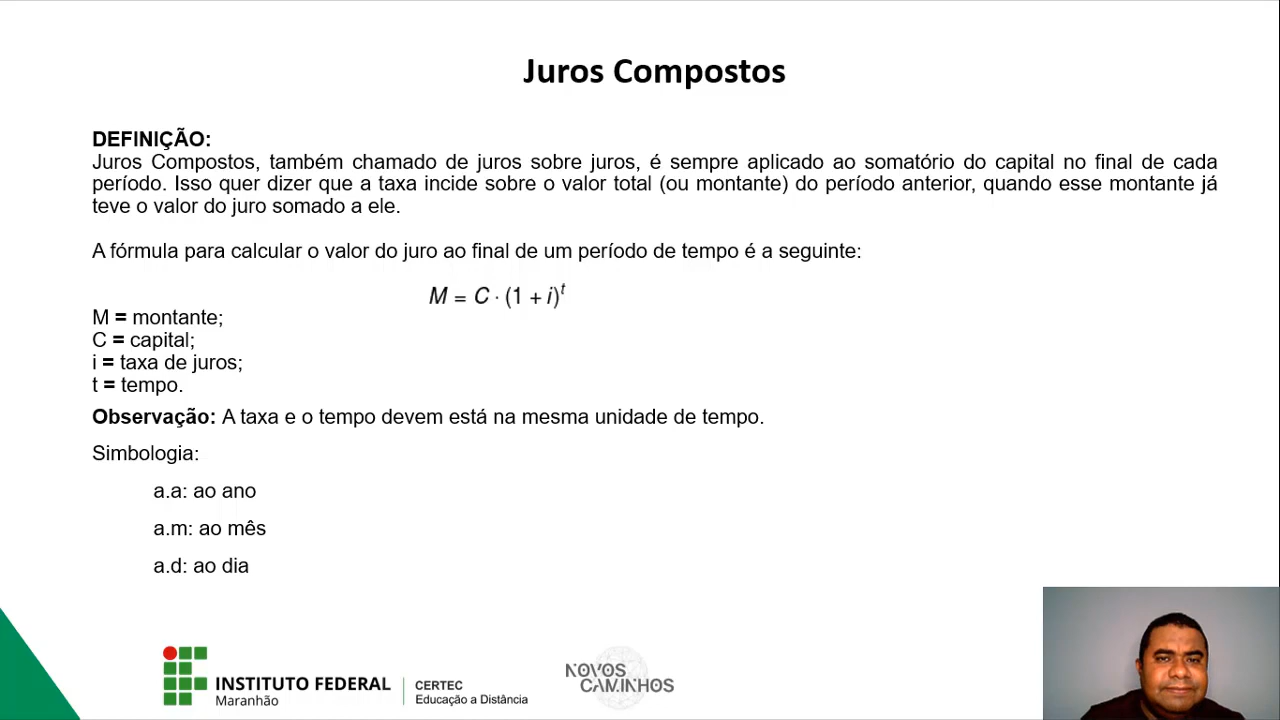 Juros Compostos
DEFINIÇÃO:
Juros Compostos, também chamado de juros sobre juros, é sempre aplicado ao somatório do capital no final de cada
período. Isso quer dizer que a taxa incide sobre o valor total (ou montante) do período anterior, quando esse montante já
teve o valor do juro somado a ele.
A fórmula para calcular o valor do juro ao final de um período de tempo é a seguinte:
M = C · (1 + i)^t
M = montante;
C = capital;
i = taxa de juros;
t = tempo.
Observação: A taxa e o tempo devem está na mesma unidade de tempo.
Simbologia:
a.a: ao ano
a.m: ao mês
a.d: ao dia
INSTITUTO FEDERAL
Maranhão
CERTEC
Educação a Distância
NOVOS
CAMINHOS